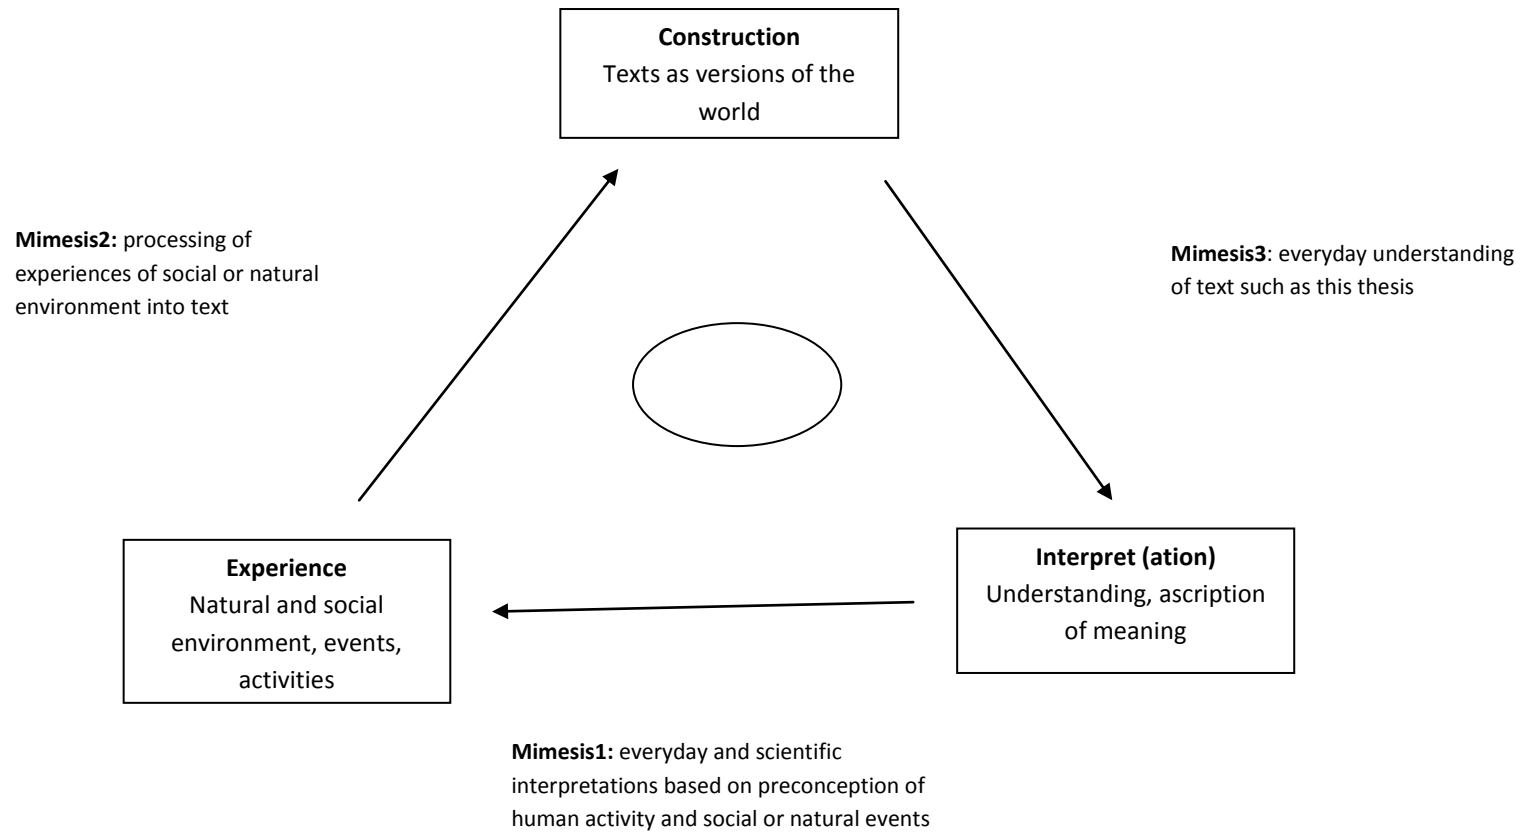 Construction
Texts as versions of the
world
Mimesis2: processing of
experiences of social or natural
environment into text
Mimesis3: everyday understanding
of text such as this thesis
Experience
Natural and social
environment, events,
activities
Interpret (ation)
Understanding, ascription
of meaning
Mimesis1: everyday and scientific
interpretations based on preconception of
human activity and social or natural events